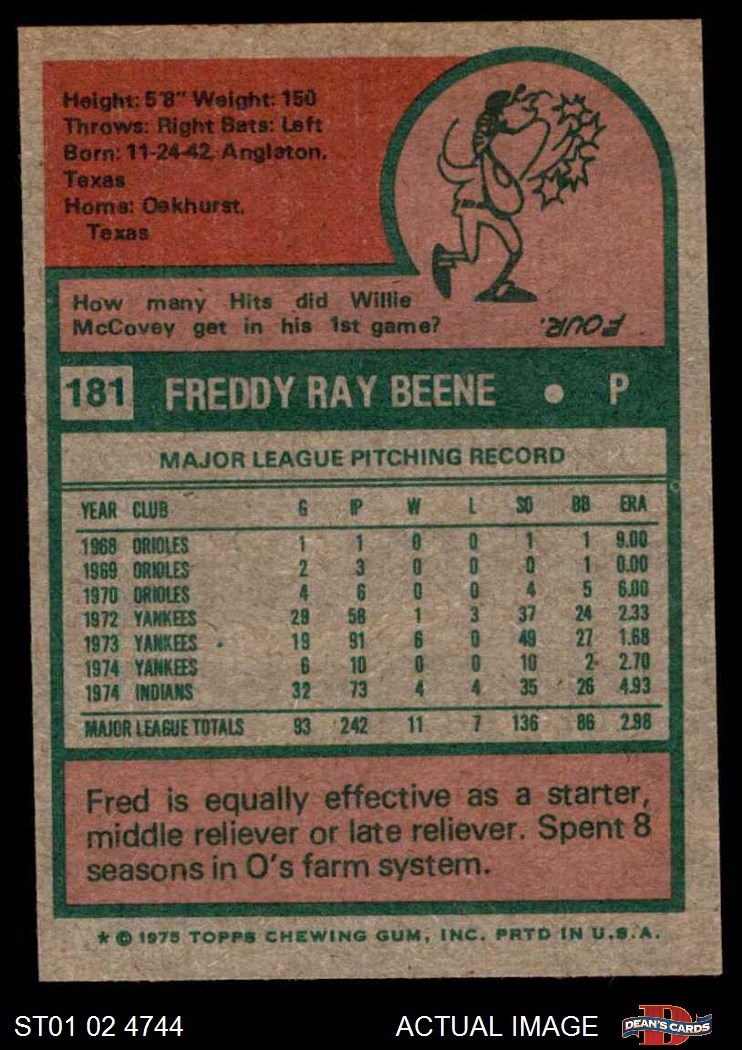 Height: 5'8" Weight: 150
Throws: Right Bats: Left
Born: 11-24-42, Angleton,
Texas
Home: Oakhurst,
Texas
How many Hits did Willie
McCovey get in his 1st game?
FOUR.
181 FREDDY RAY BEENE • P
MAJOR LEAGUE PITCHING RECORD
YEAR CLUB G IP W L SO BB ERA
1968 ORIOLES 1 1 0 0 1 1 9.00
1969 ORIOLES 2 3 0 0 0 1 0.00
1970 ORIOLES 4 6 0 0 4 5 6.00
1972 YANKEES 29 58 1 3 37 24 2.33
1973 YANKEES 19 91 6 0 49 27 1.68
1974 YANKEES 6 10 0 0 10 2 2.70
1974 INDIANS 32 73 4 4 35 26 4.93
MAJOR LEAGUE TOTALS 93 242 11 7 136 86 2.98
Fred is equally effective as a starter,
middle reliever or late reliever. Spent 8
seasons in O's farm system.
* © 1975 TOPPS CHEWING GUM, INC. PRTD IN U.S.A.
ST01 02 4744 ACTUAL IMAGE DEAN'S CARDS